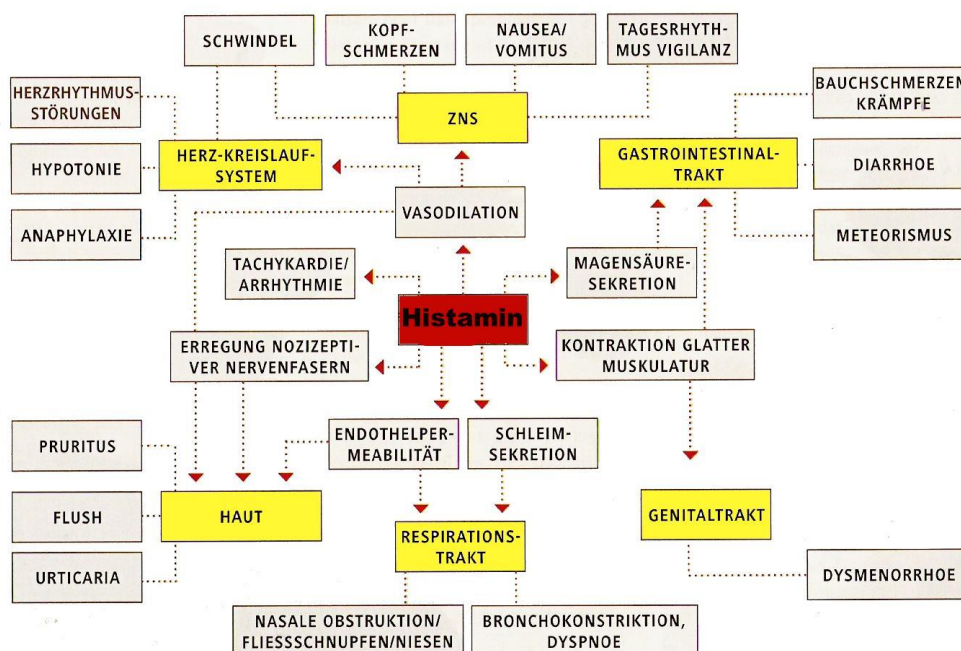 SCHWINDEL
KOPF-
SCHMERZEN
NAUSEA/
VOMITUS
TAGESRHYTH-
MUS VIGILANZ
HERZRHYTHMUS-
STÖRUNGEN
ZNS
BAUCHSCHMERZEN
KRÄMPFE
HYPOTONIE
HERZ-KREISLAUF-
SYSTEM
GASTROINTESTINAL-
TRAKT
DIARRHOE
ANAPHYLAXIE
VASODILATION
METEORISMUS
TACHYKARDIE/
ARRHYTHMIE
MAGENSÄURE-
SEKRETION
Histamin
ERREGUNG NOZIZEPTI-
VER NERVENFASERN
KONTRAKTION GLATTER
MUSKULATUR
PRURITUS
ENDOTHELPER-
MEABILITÄT
SCHLEIM-
SEKRETION
FLUSH
HAUT
RESPIRATIONS-
TRAKT
GENITALTRAKT
URTICARIA
DYSMENORRHOE
NASALE OBSTRUKTION/
FLIESSSCHNUPFEN/NIESEN
BRONCHOKONSTRIKTION,
DYSPNOE